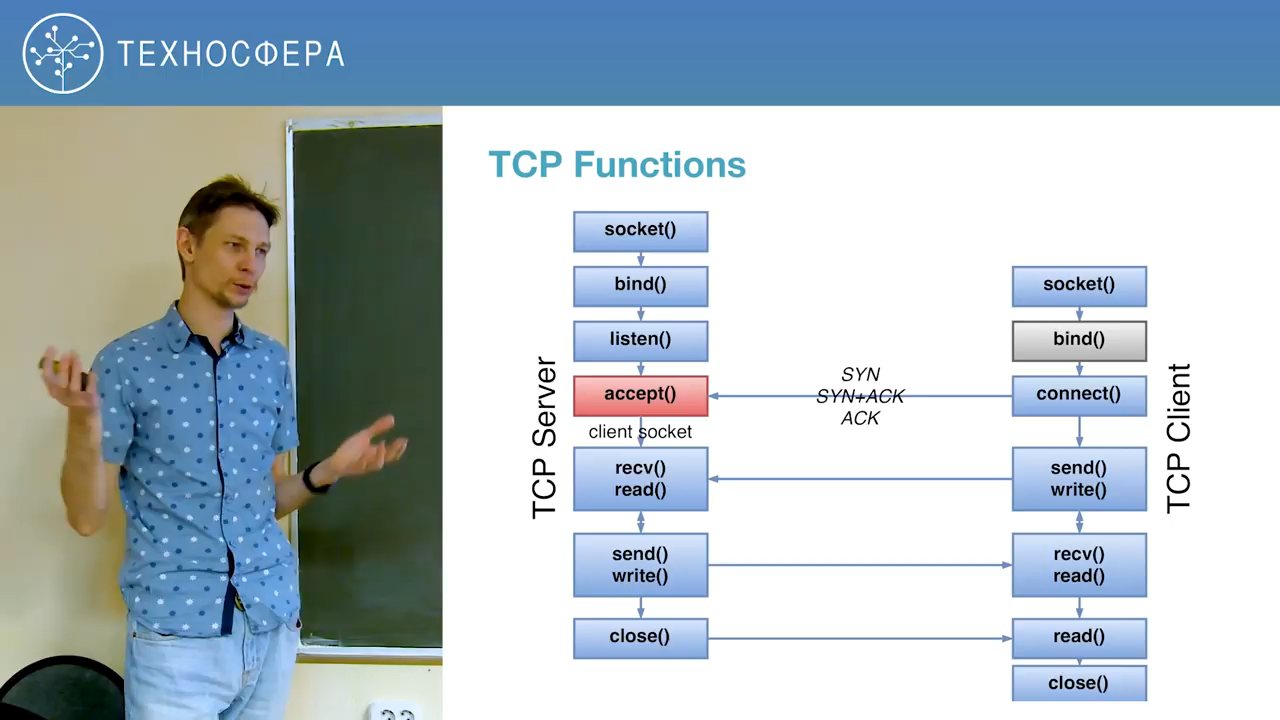 ТЕХНОСФЕРА
TCP Functions
TCP Server
socket()
bind()
listen()
accept()
client socket
recv()
read()
send()
write()
close()
SYN
SYN+ACK
ACK
socket()
bind()
connect()
send()
write()
recv()
read()
read()
close()
TCP Client